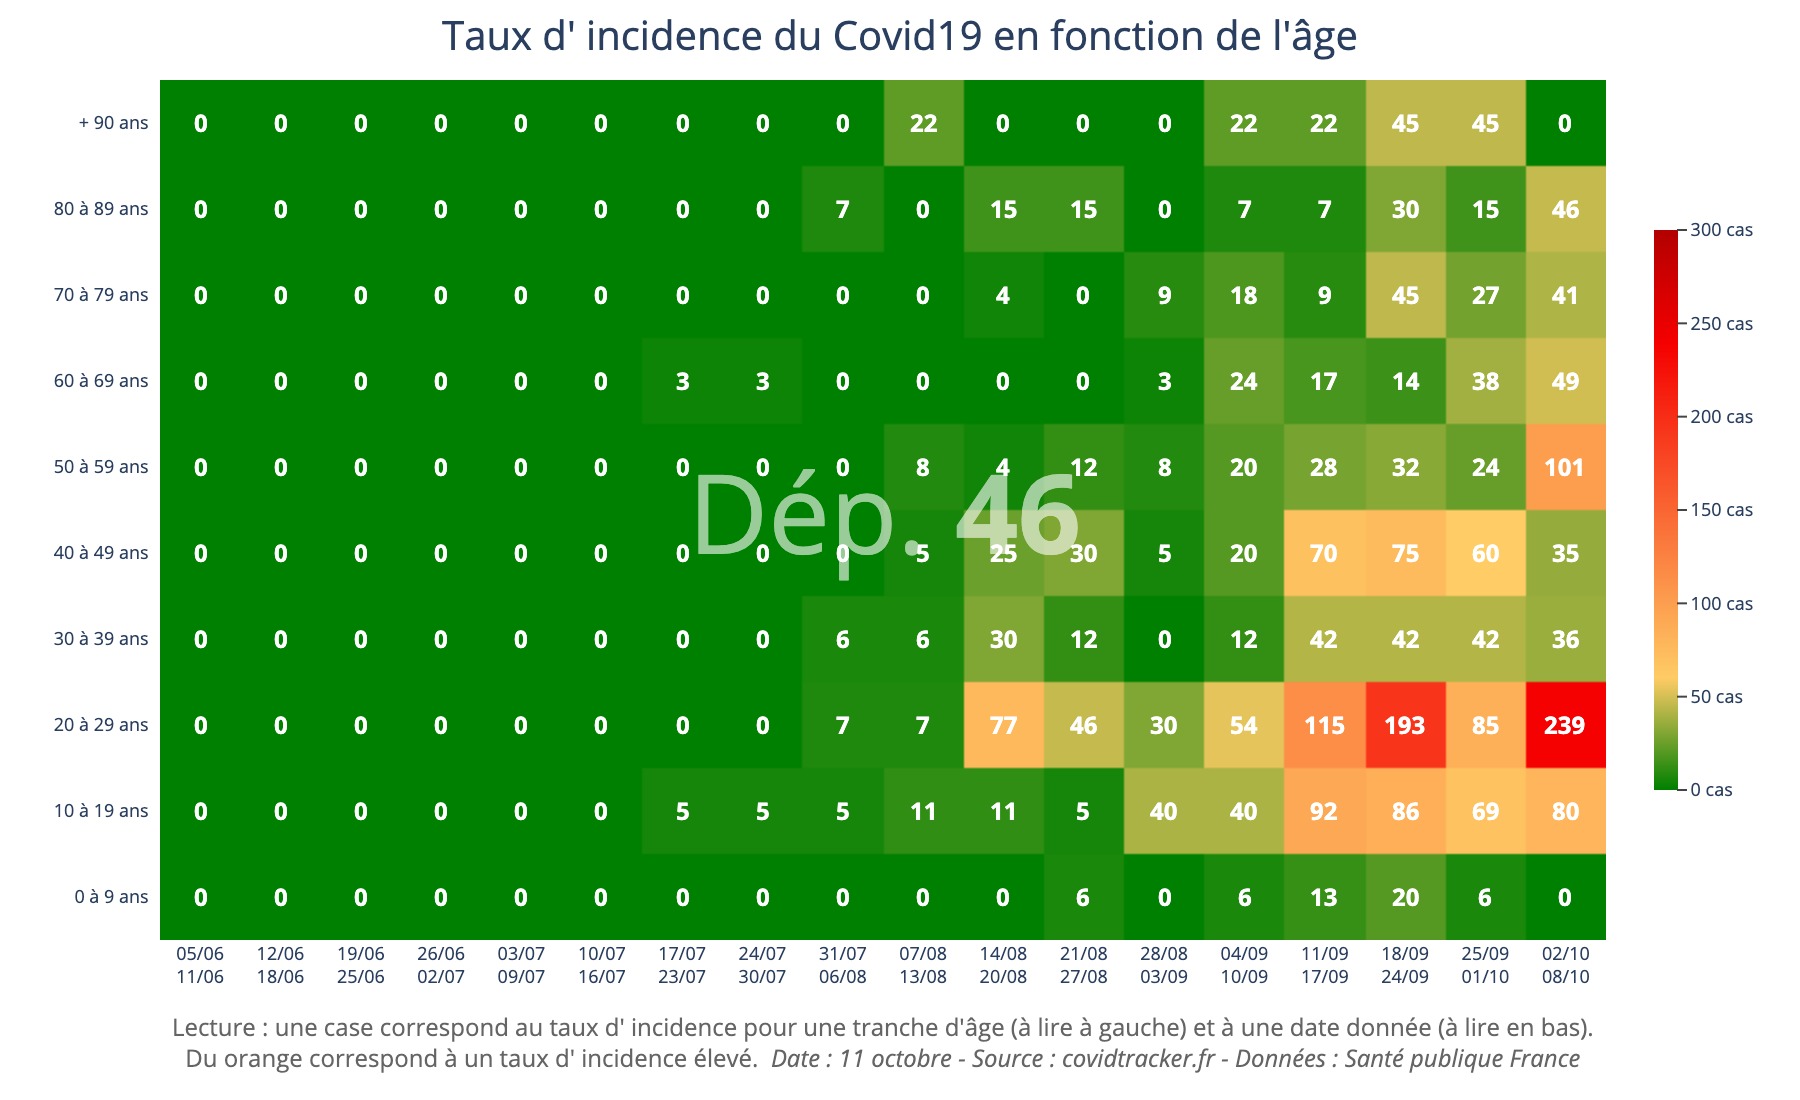 Taux d' incidence du Covid19 en fonction de l'âge
+ 90 ans 0 0 0 0 0 0 0 0 0 22 0 0 0 22 22 45 45 0
80 à 89 ans 0 0 0 0 0 0 0 0 7 0 15 15 0 7 7 30 15 46
70 à 79 ans 0 0 0 0 0 0 0 0 0 0 4 0 9 18 9 45 27 41
60 à 69 ans 0 0 0 0 0 0 3 3 0 0 0 0 3 24 17 14 38 49
50 à 59 ans 0 0 0 0 0 0 0 0 0 8 4 12 8 20 28 32 24 101
Dép. 46
40 à 49 ans 0 0 0 0 0 0 0 0 0 5 25 30 5 20 70 75 60 35
30 à 39 ans 0 0 0 0 0 0 0 0 6 6 30 12 0 12 42 42 42 36
20 à 29 ans 0 0 0 0 0 0 0 0 7 7 77 46 30 54 115 193 85 239
10 à 19 ans 0 0 0 0 0 0 5 5 5 11 11 5 40 40 92 86 69 80
0 à 9 ans 0 0 0 0 0 0 0 0 0 0 0 6 0 6 13 20 6 0
05/06 12/06 19/06 26/06 03/07 10/07 17/07 24/07 31/07 07/08 14/08 21/08 28/08 04/09 11/09 18/09 25/09 02/10
11/06 18/06 25/06 02/07 09/07 16/07 23/07 30/07 06/08 13/08 20/08 27/08 03/09 10/09 17/09 24/09 01/10 08/10
300 cas
250 cas
200 cas
150 cas
100 cas
50 cas
0 cas
Lecture : une case correspond au taux d' incidence pour une tranche d'âge (à lire à gauche) et à une date donnée (à lire en bas).
Du orange correspond à un taux d' incidence élevé. Date : 11 octobre - Source : covidtracker.fr - Données : Santé publique France